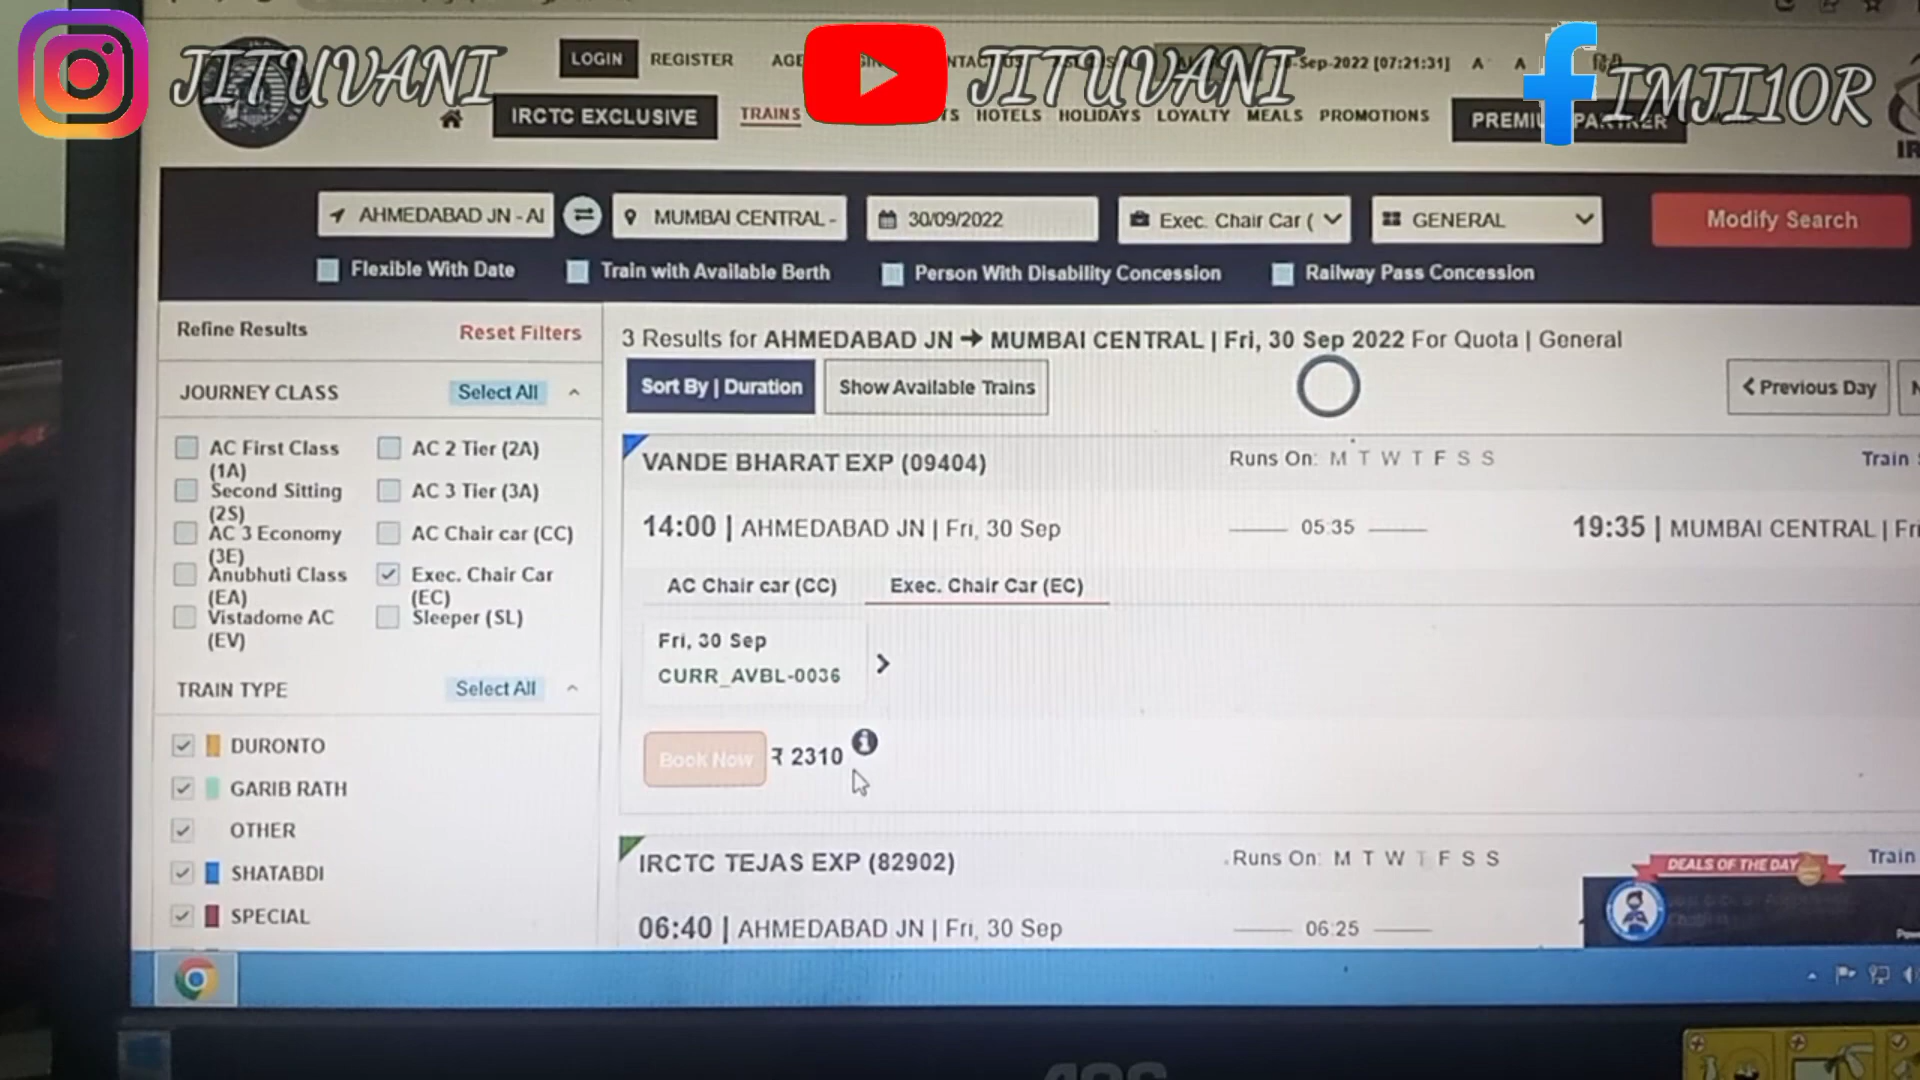 JITUVANI
JITUVANI
IMJI10R
LOGIN REGISTER
-Sep-2022 [07:21:31] A A
IRCTC EXCLUSIVE TRAINS HOTELS HOLIDAYS LOYALTY MEALS PROMOTIONS
AHMEDABAD JN - MUMBAI CENTRAL - 30/09/2022 Exec. Chair Car ( GENERAL Modify Search
Flexible With Date Train with Available Berth Person With Disability Concession Railway Pass Concession
Refine Results Reset Filters
3 Results for AHMEDABAD JN → MUMBAI CENTRAL | Fri, 30 Sep 2022 For Quota | General
Sort By | Duration Show Available Trains Previous Day
JOURNEY CLASS Select All
AC First Class (1A)
AC 2 Tier (2A)
Second Sitting (2S)
AC 3 Tier (3A)
AC 3 Economy (3E)
AC Chair car (CC)
Anubhuti Class (EA)
Exec. Chair Car (EC)
Vistadome AC (EV)
Sleeper (SL)
TRAIN TYPE Select All
DURONTO
GARIB RATH
OTHER
SHATABDI
SPECIAL
VANDE BHARAT EXP (09404) Runs On: M T W T F S S Train
14:00 | AHMEDABAD JN | Fri, 30 Sep 05:35 19:35 | MUMBAI CENTRAL |
AC Chair car (CC) Exec. Chair Car (EC)
Fri, 30 Sep
CURR_AVBL-0036
Book Now ₹ 2310
IRCTC TEJAS EXP (82902) Runs On: M T W T F S S Train
06:40 | AHMEDABAD JN | Fri, 30 Sep 06:25
DEALS OF THE DAY